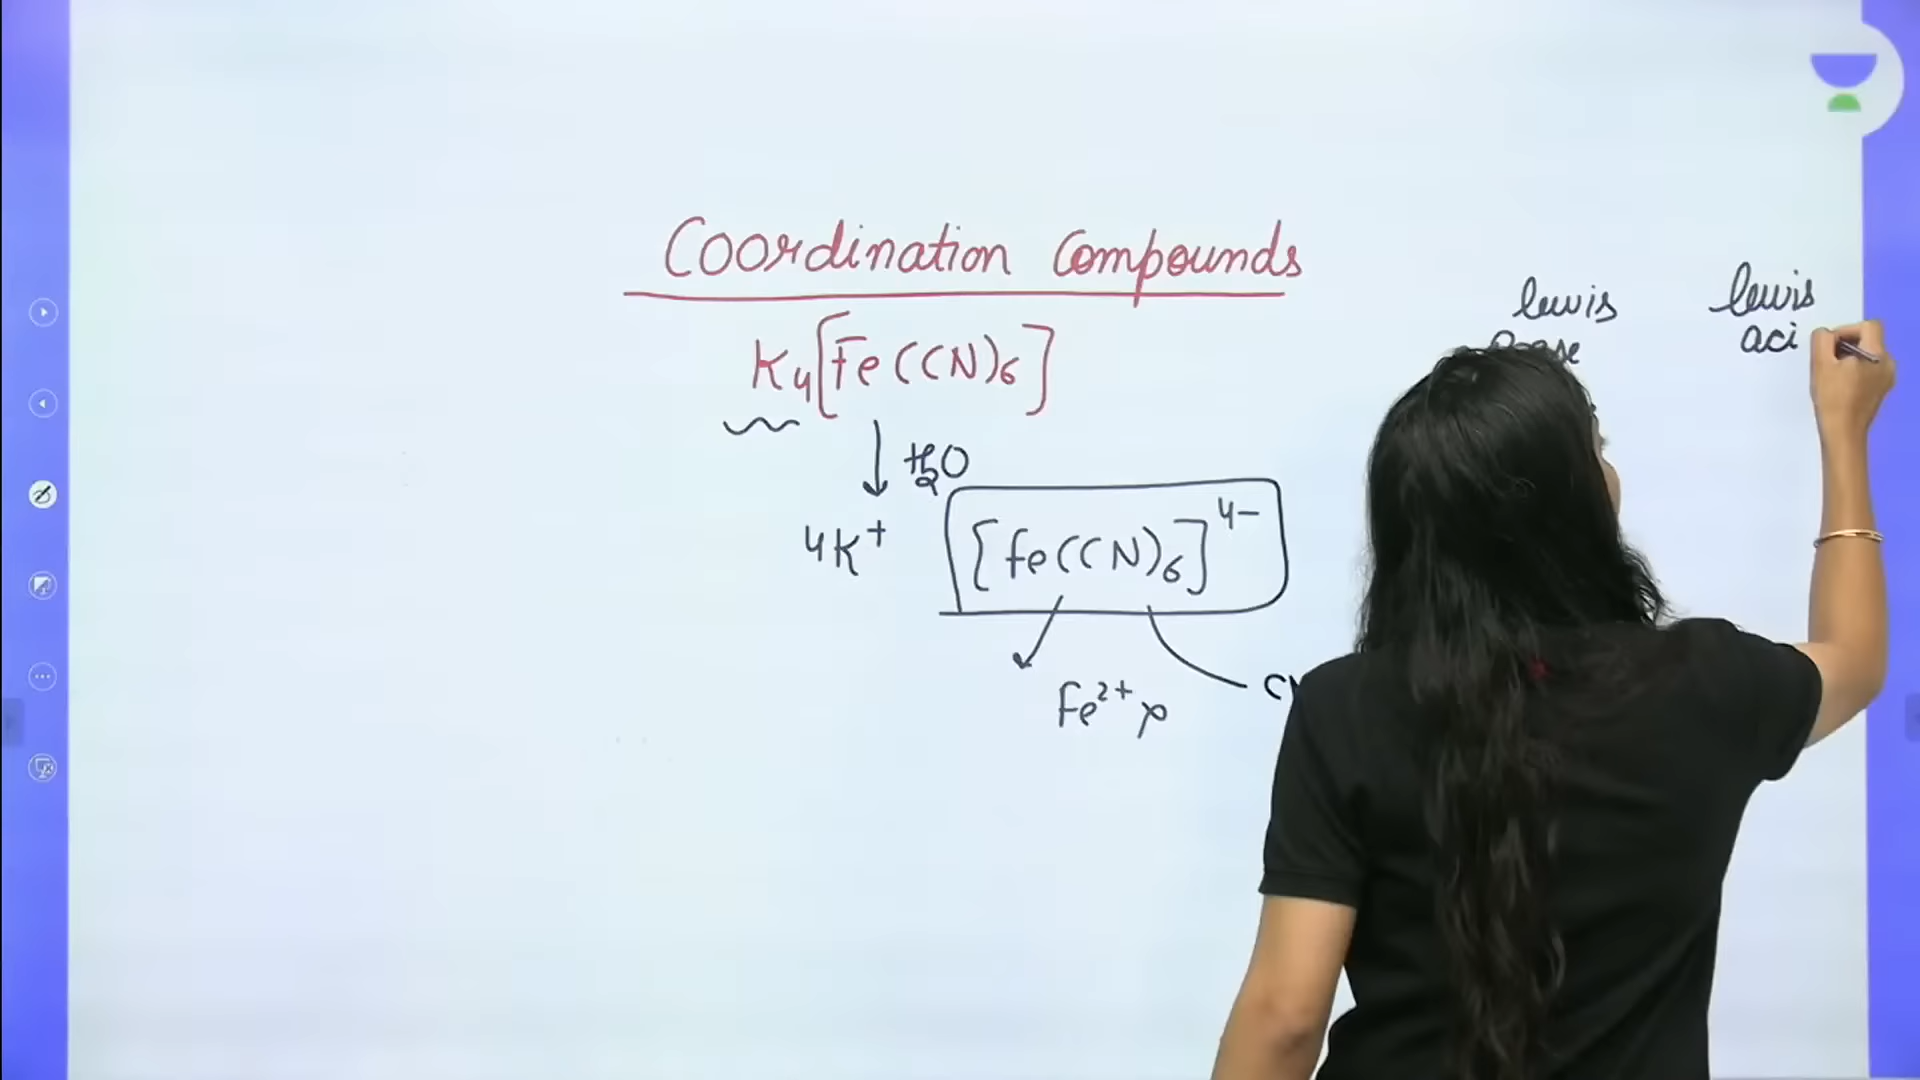 Coordination Compounds
K₄[Fe(CN)₆]
H₂O
4K⁺ [Fe(CN)₆]⁴⁻
Fe²⁺
lewis
lewis
aci